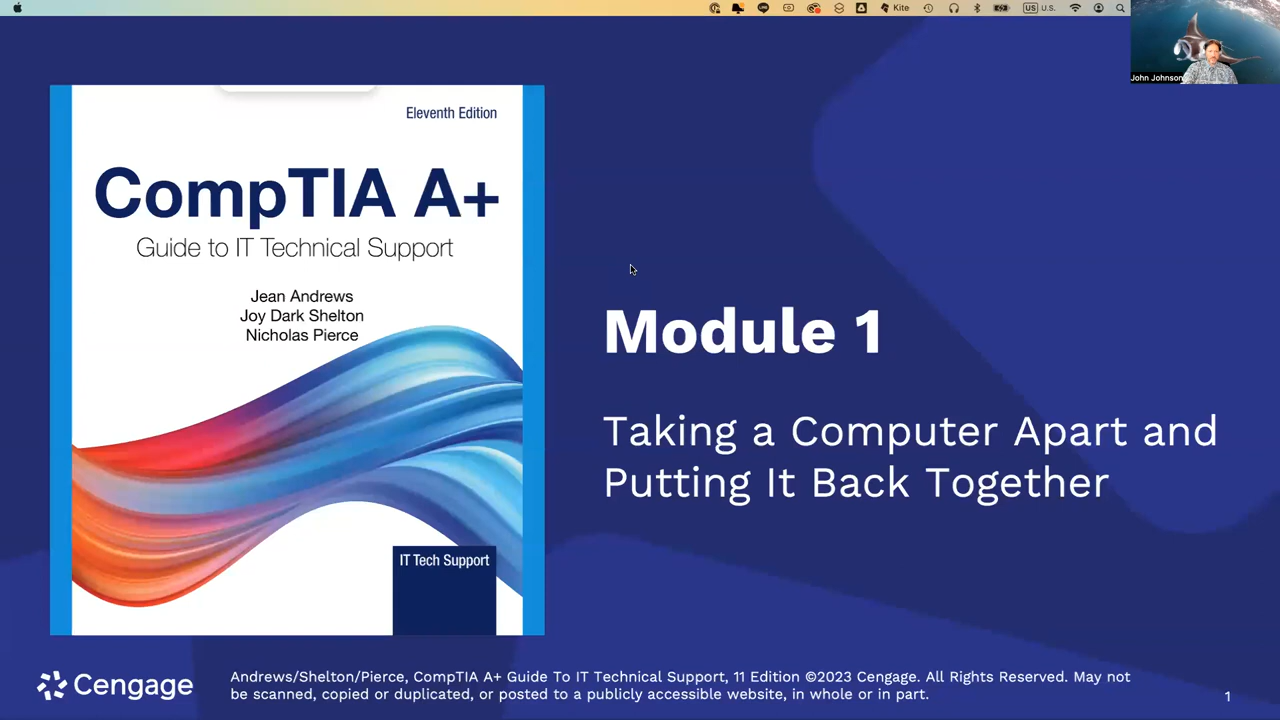 Kite
US U.S.
John Johnson
Eleventh Edition
CompTIA A+
Guide to IT Technical Support
Jean Andrews
Joy Dark Shelton
Nicholas Pierce
IT Tech Support
Module 1
Taking a Computer Apart and
Putting It Back Together
Cengage
Andrews/Shelton/Pierce, CompTIA A+ Guide To IT Technical Support, 11 Edition ©2023 Cengage. All Rights Reserved. May not
be scanned, copied or duplicated, or posted to a publicly accessible website, in whole or in part.
1